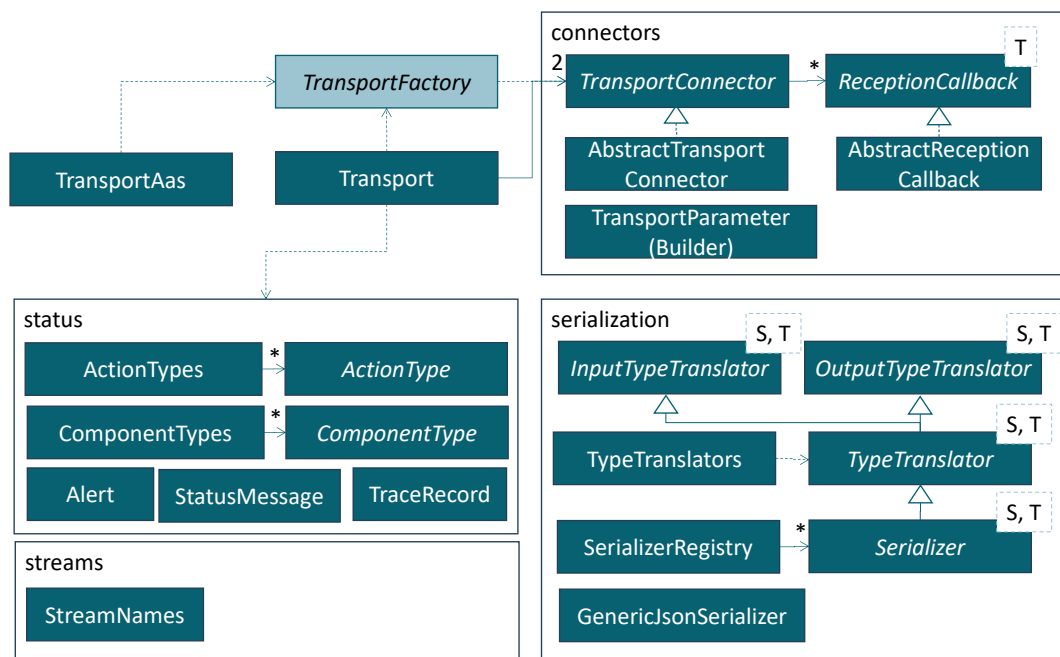 connectors
T
2
TransportFactory
TransportConnector
*
ReceptionCallback
AbstractTransport
Connector
AbstractReception
Callback
TransportAas
Transport
TransportParameter
(Builder)
status
ActionTypes
*
ActionType
ComponentTypes
*
ComponentType
Alert
StatusMessage
TraceRecord
streams
StreamNames
serialization
S, T
S, T
InputTypeTranslator
OutputTypeTranslator
S, T
TypeTranslators
TypeTranslator
S, T
SerializerRegistry
*
Serializer
GenericJsonSerializer